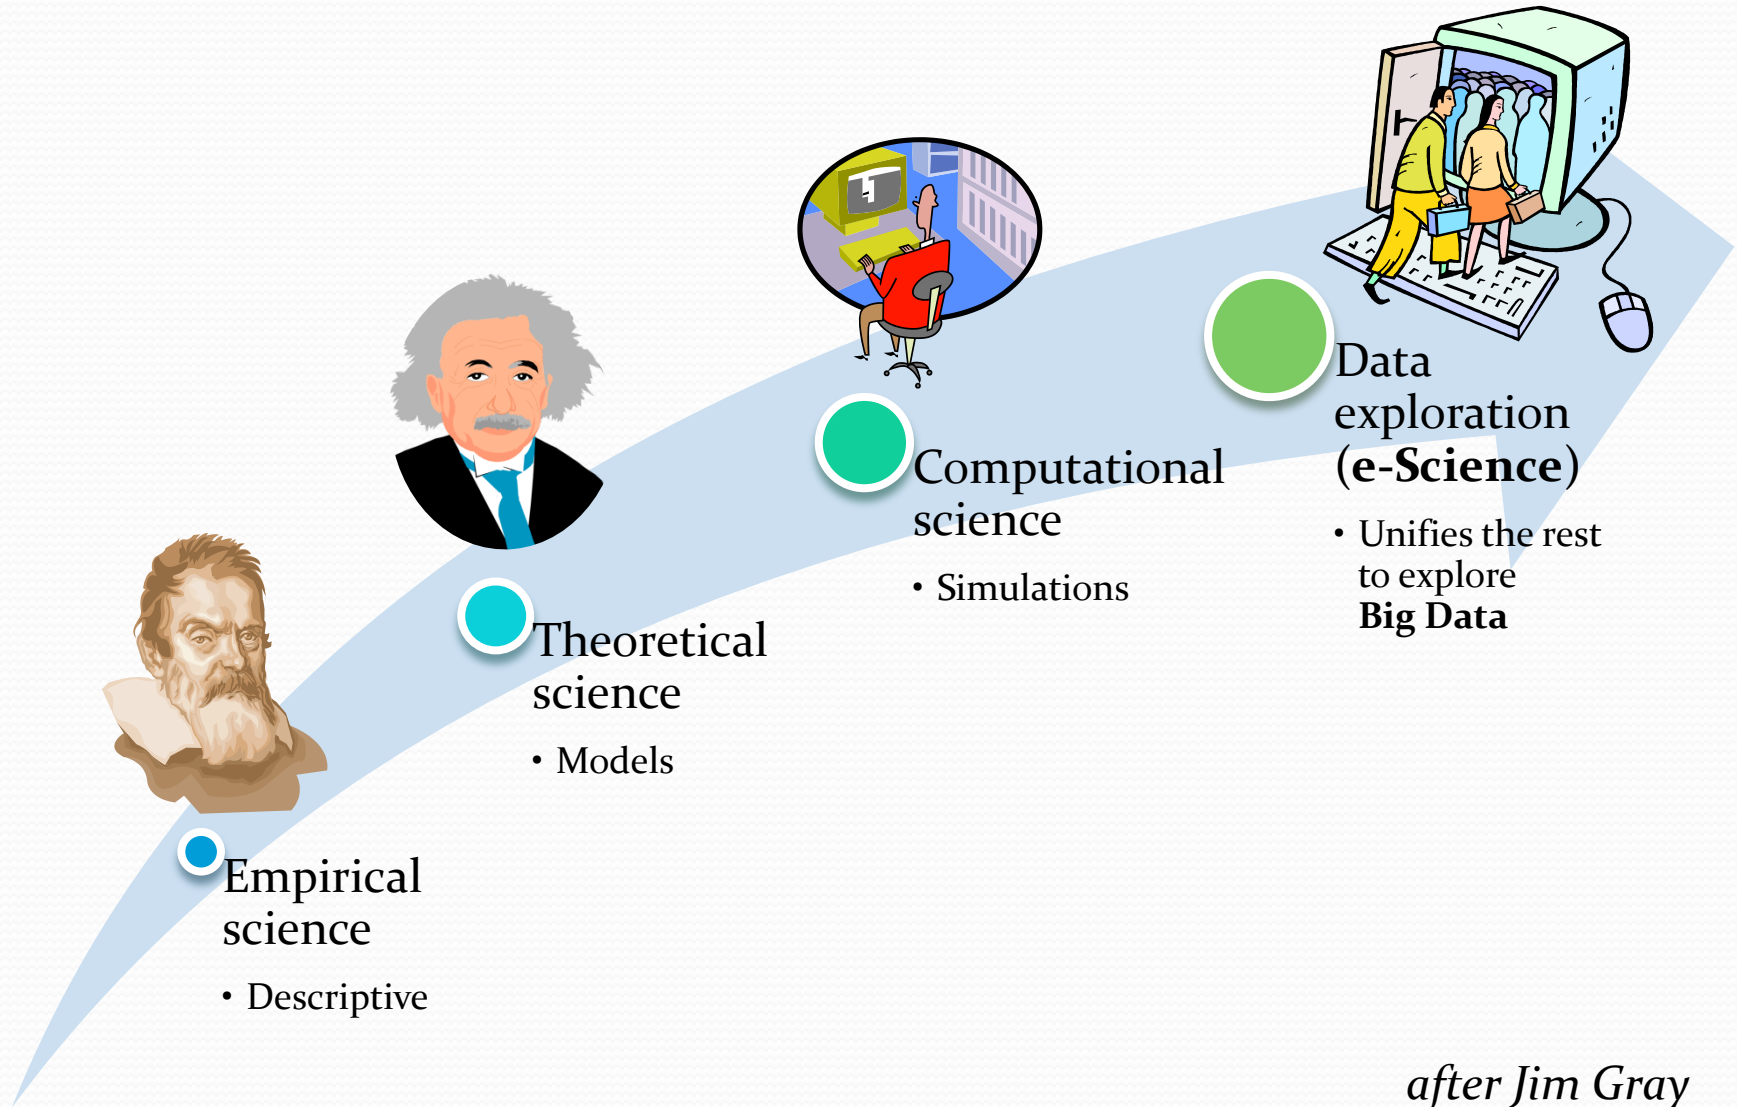 Empirical
science
• Descriptive
Theoretical
science
• Models
Computational
science
• Simulations
Data
exploration
(e-Science)
• Unifies the rest
to explore
Big Data
after Jim Gray